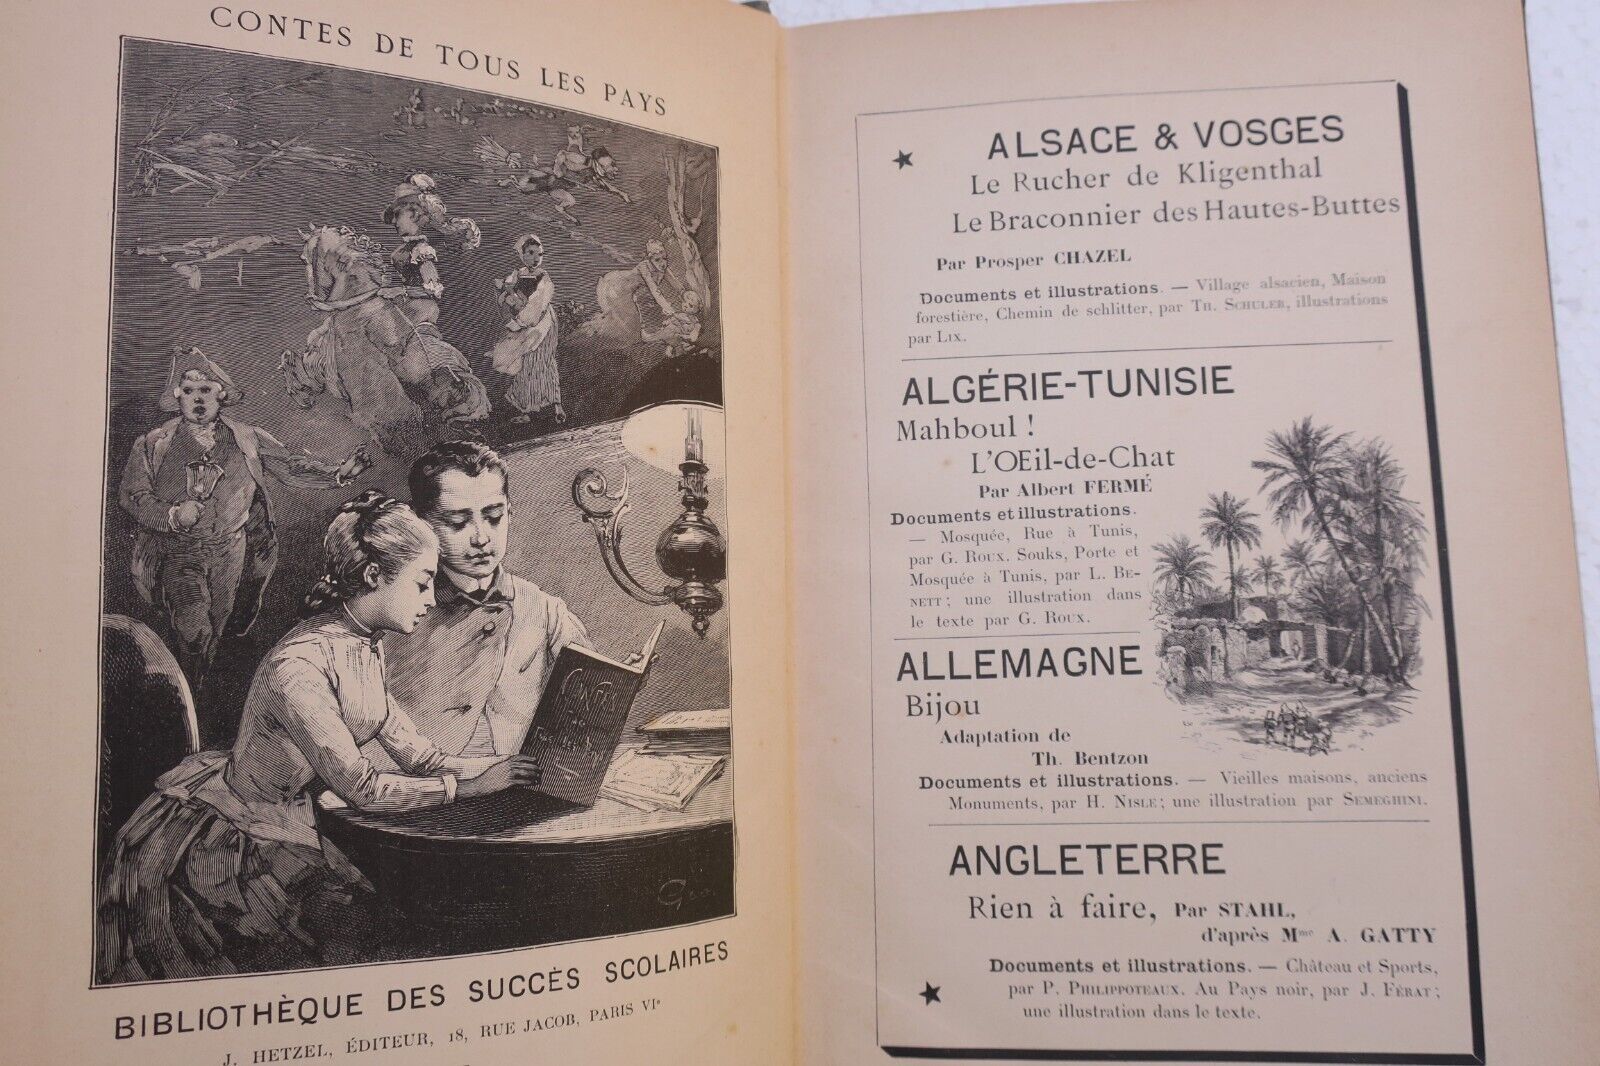 CONTES DE TOUS LES PAYS
CONTES
BIBLIOTHÈQUE DES SUCCÈS SCOLAIRES
J. HETZEL, ÉDITEUR, 18, RUE JACOB, PARIS VIe
ALSACE & VOSGES
Le Rucher de Kligenthal
Le Braconnier des Hautes-Buttes
Par Prosper CHAZEL
Documents et illustrations. — Village alsacien, Maison
forestière, Chemin de schlitter, par TH. SCHULER, illustrations
par LIX.
ALGÉRIE-TUNISIE
Mahboul !
L'OEil-de-Chat
Par Albert FERMÉ
Documents et illustrations.
— Mosquée, Rue à Tunis,
par G. ROUX. Souks, Porte et
Mosquée à Tunis, par L. BE-
NETT ; une illustration dans
le texte par G. ROUX.
ALLEMAGNE
Bijou
Adaptation de
Th. Bentzon
Documents et illustrations. — Vieilles maisons, anciens
Monuments, par H. NISLE ; une illustration par SEMEGHINI.
ANGLETERRE
Rien à faire, Par STAHL,
d'après Mme A. GATTY
Documents et illustrations. — Château et Sports,
par P. PHILIPPOTEAUX. Au Pays noir, par J. FÉRAT ;
une illustration dans le texte.